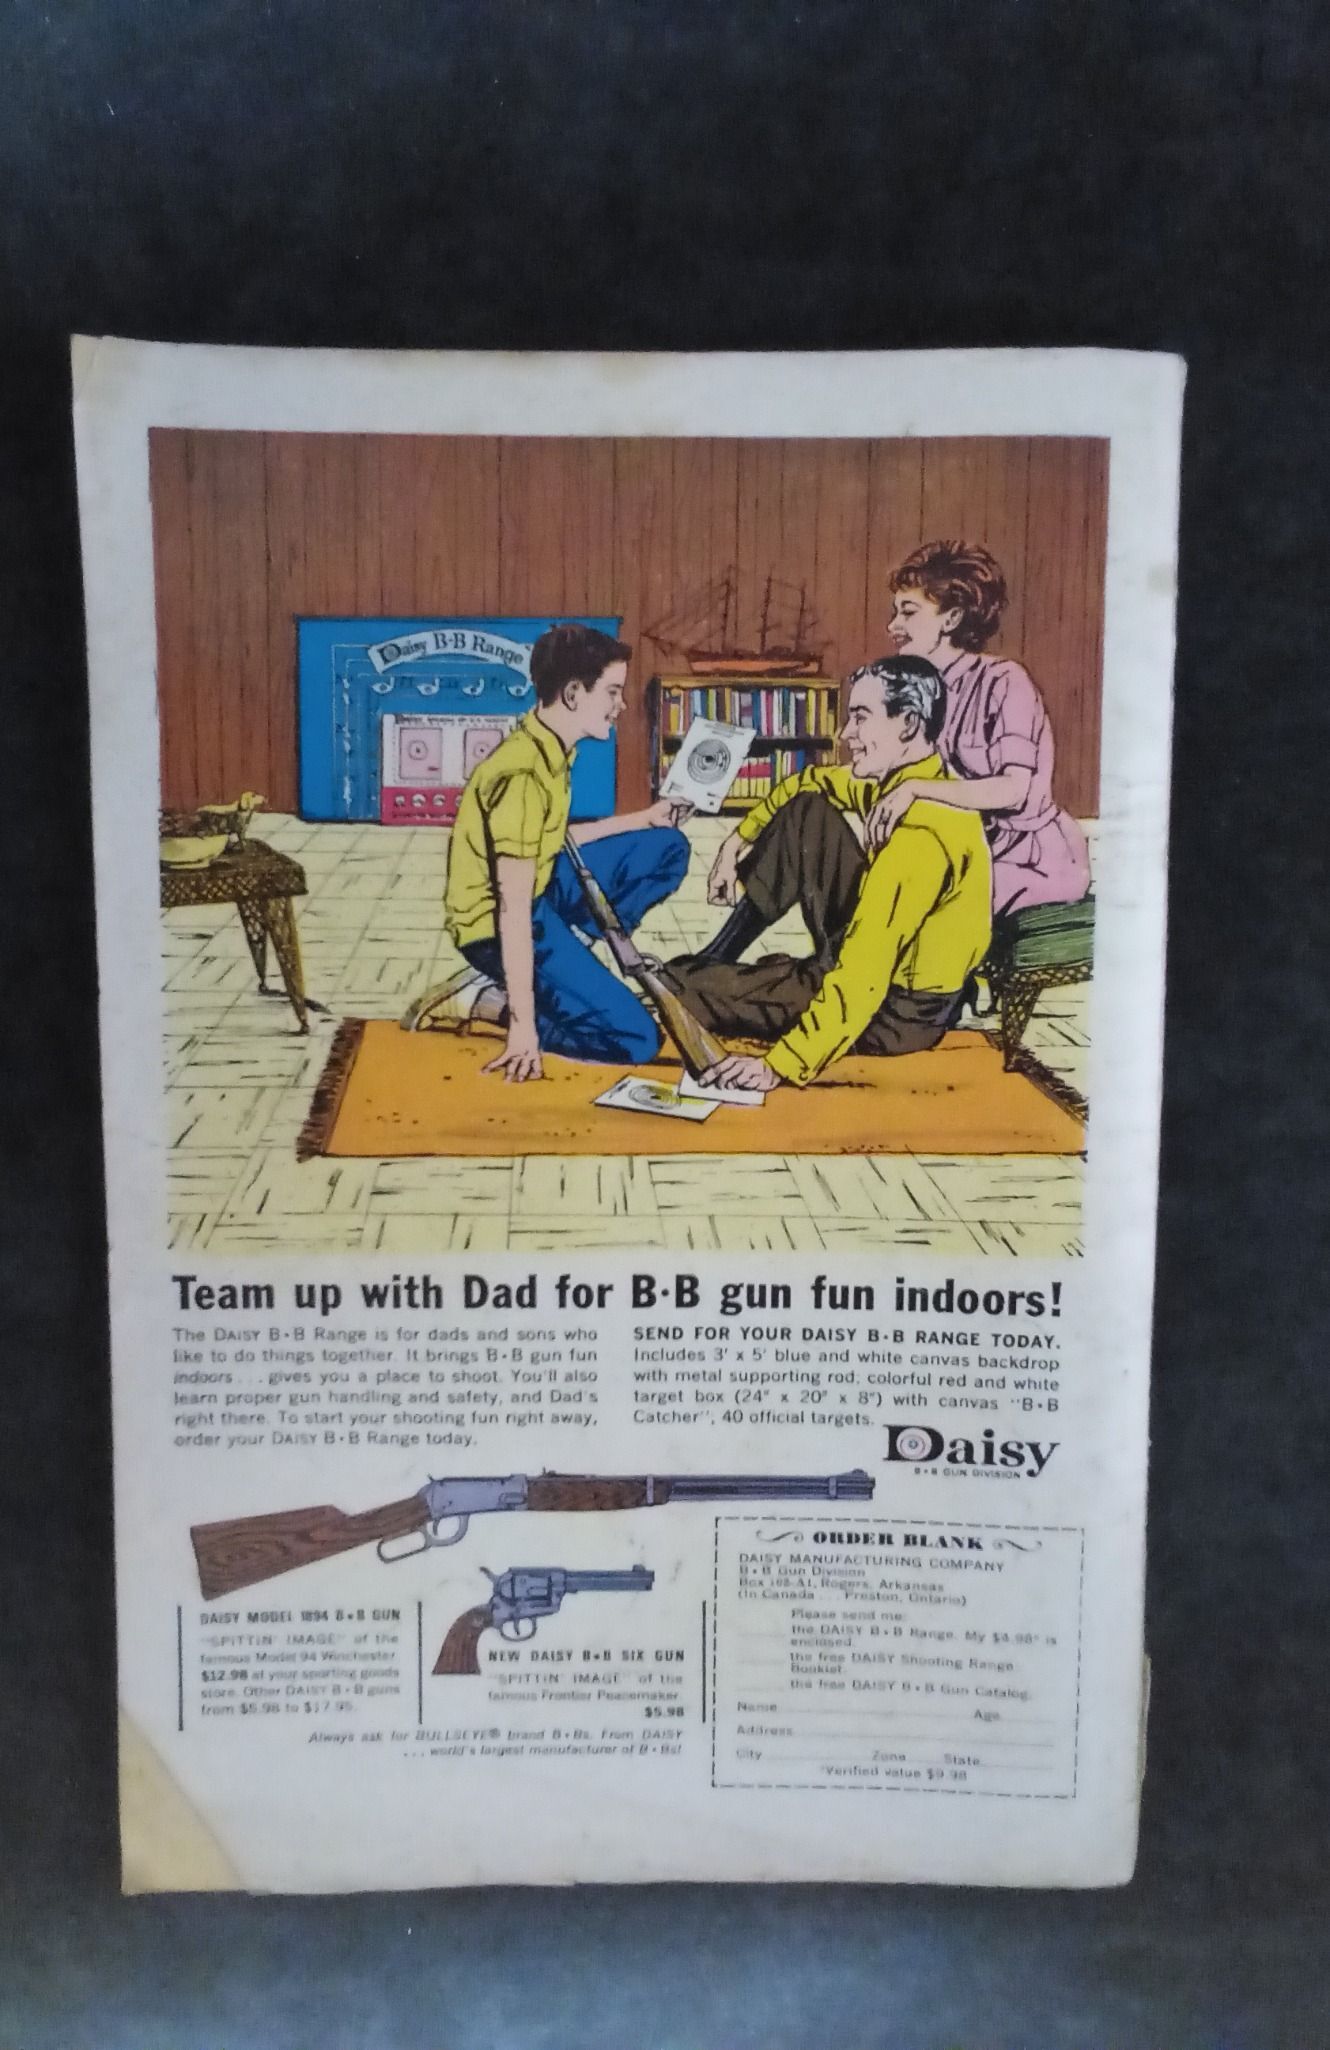 Daisy B·B Range
Team up with Dad for B·B gun fun indoors!
The DAISY B·B Range is for dads and sons who
like to do things together. It brings B·B gun fun
indoors... gives you a place to shoot. You'll also
learn proper gun handling and safety, and Dad's
right there. To start your shooting fun right away,
order your DAISY B·B Range today.
SEND FOR YOUR DAISY B·B RANGE TODAY.
Includes 3' x 5' blue and white canvas backdrop
with metal supporting rod; colorful red and white
target box (24" x 20" x 8") with canvas "B·B
Catcher", 40 official targets.
Daisy
B·B GUN DIVISION
DAISY MODEL 1894 B·B GUN
"SPITTIN' IMAGE" of the
famous Model 94 Winchester
$12.98 at your sporting goods
store. Other DAISY B·B guns
from $5.98 to $17.95.
NEW DAISY B·B SIX GUN
"SPITTIN' IMAGE" of the
famous Frontier Peacemaker
$5.98
Always ask for BULLSEYE® brand B·Bs. From DAISY
... world's largest manufacturer of B·Bs!
ORDER BLANK
DAISY MANUFACTURING COMPANY
B·B Gun Division
Rogers, Arkansas
(In Canada... Preston, Ontario)
Please send me:
the DAISY B·B Range. My $4.98* is
enclosed.
the free DAISY Shooting Range
Booklet.
the free DAISY B·B Gun Catalog.
Name Age
Address
City Zone State
*Verified value $9.98